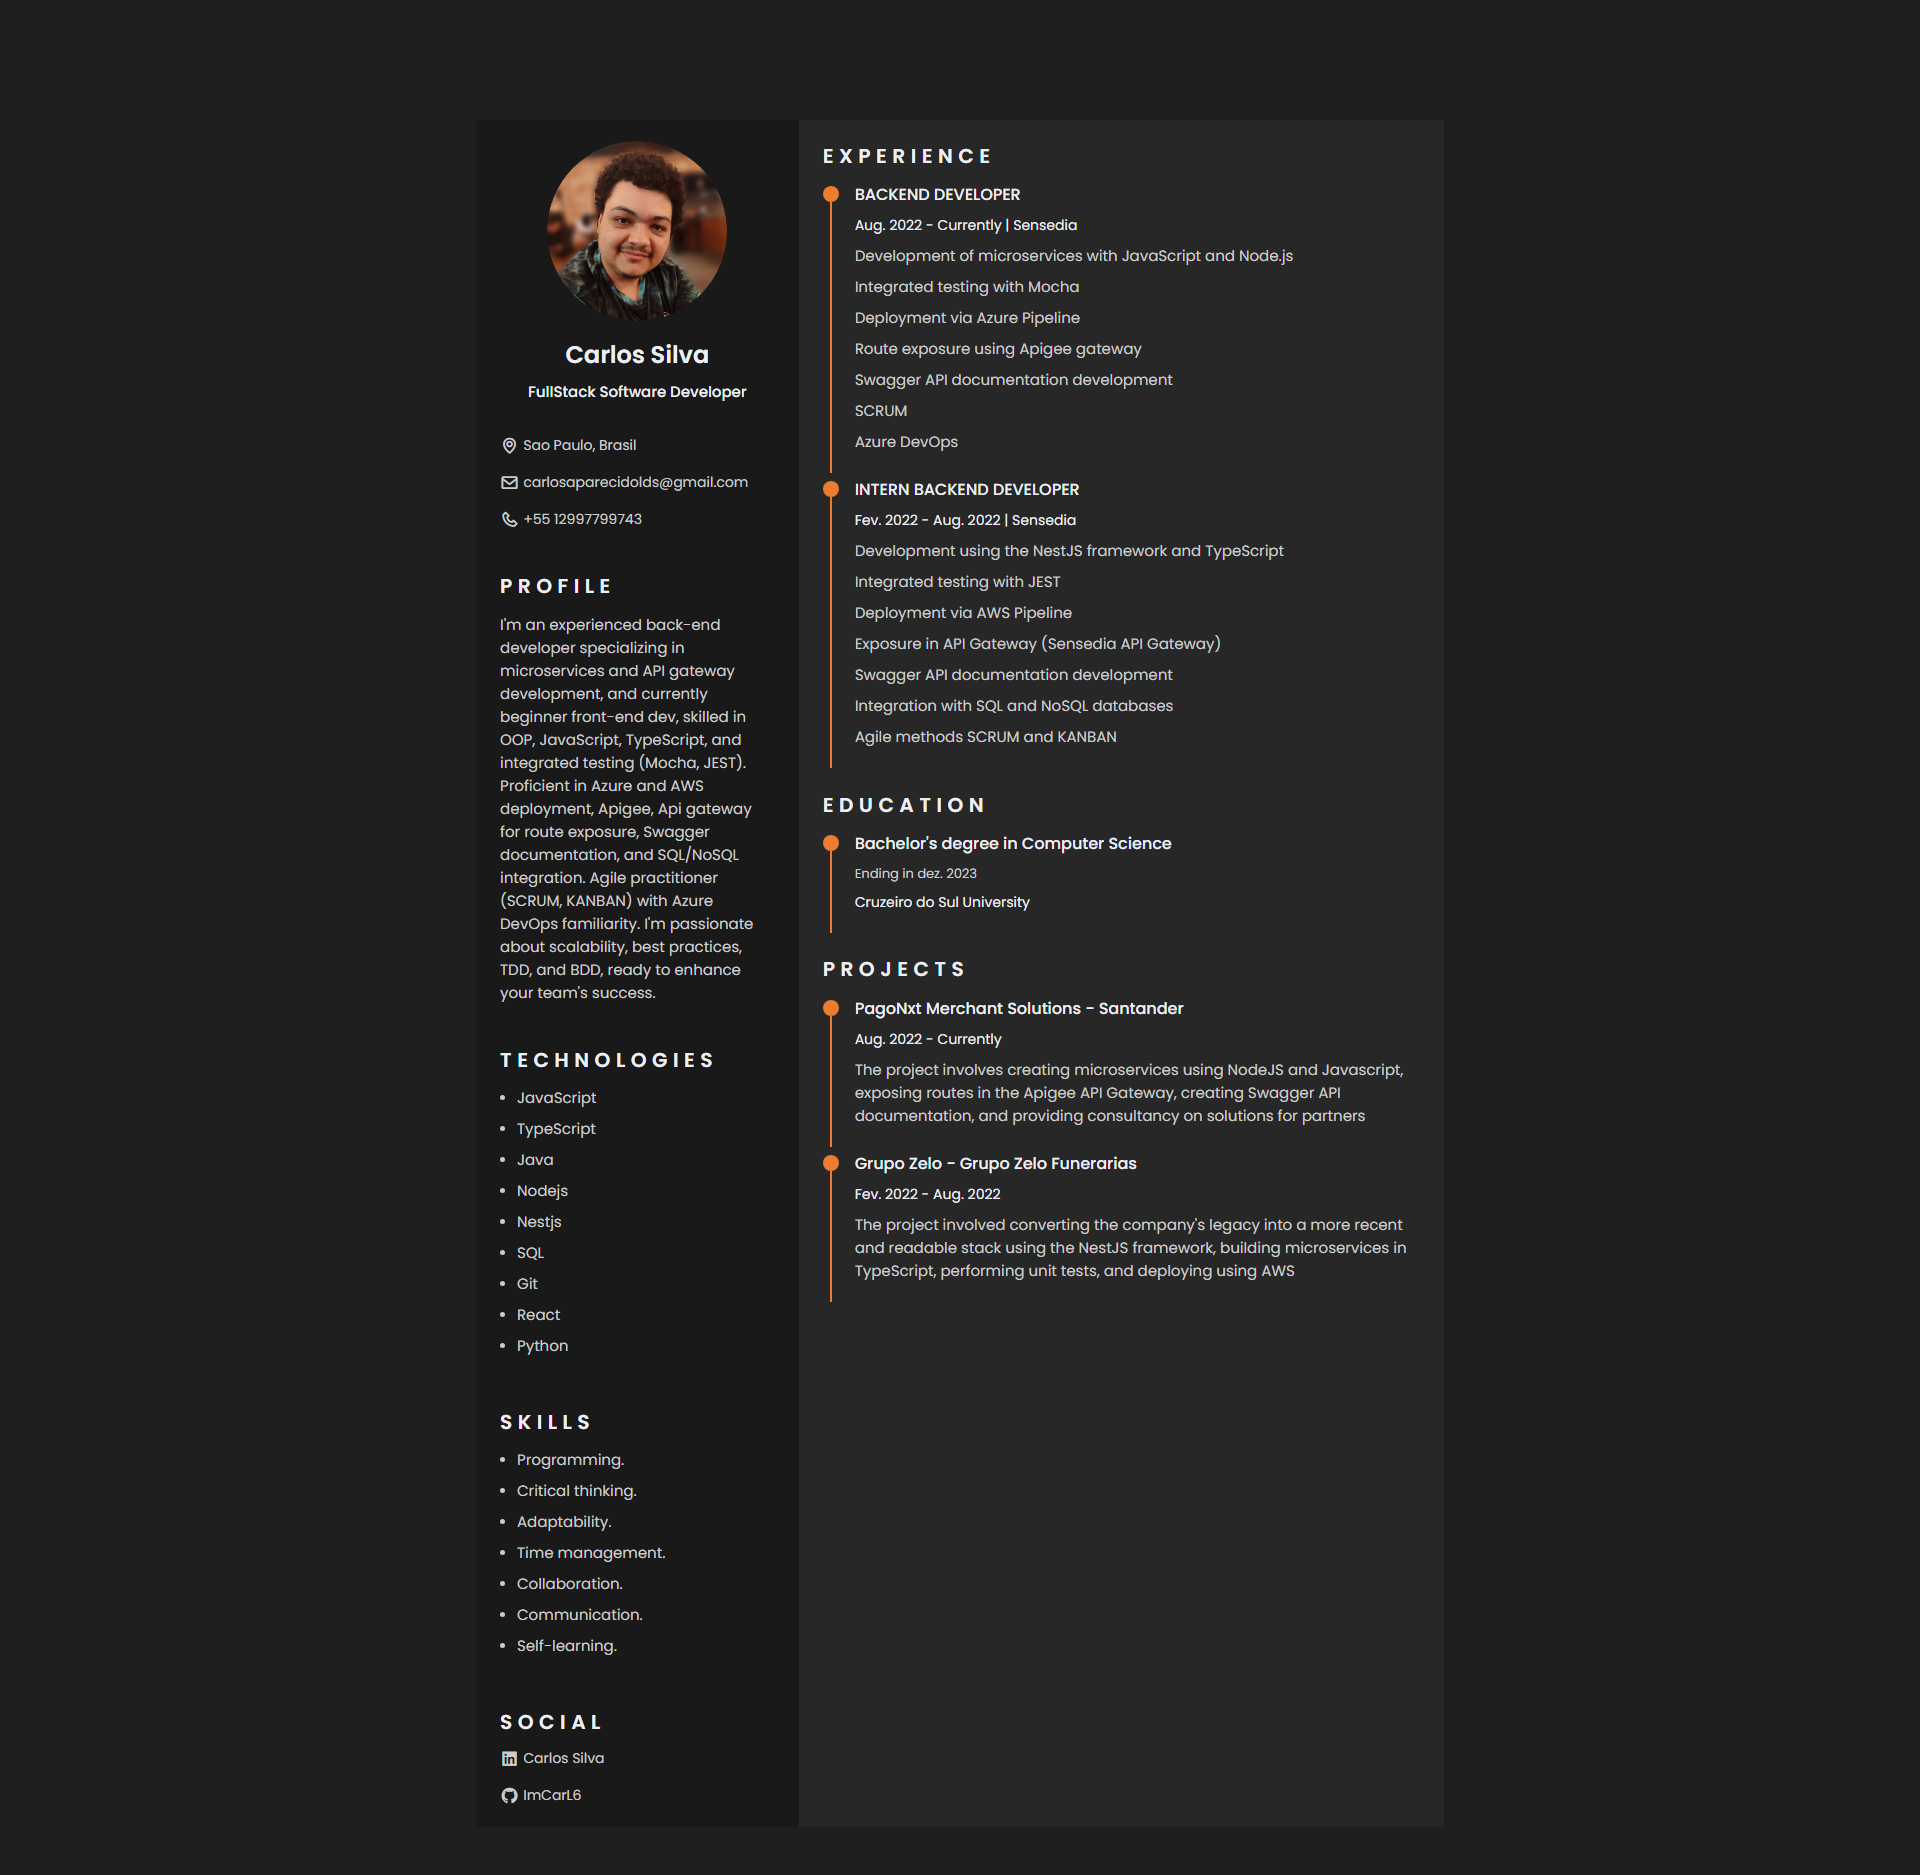 Carlos Silva
FullStack Software Developer
Sao Paulo, Brasil
carlosaparecidolds@gmail.com
+55 12997799743
PROFILE
I'm an experienced back-end
developer specializing in
microservices and API gateway
development, and currently
beginner front-end dev, skilled in
OOP, JavaScript, TypeScript, and
integrated testing (Mocha, JEST).
Proficient in Azure and AWS
deployment, Apigee, Api gateway
for route exposure, Swagger
documentation, and SQL/NoSQL
integration. Agile practitioner
(SCRUM, KANBAN) with Azure
DevOps familiarity. I'm passionate
about scalability, best practices,
TDD, and BDD, ready to enhance
your team's success.
TECHNOLOGIES
• JavaScript
• TypeScript
• Java
• Nodejs
• Nestjs
• SQL
• Git
• React
• Python
SKILLS
• Programming.
• Critical thinking.
• Adaptability.
• Time management.
• Collaboration.
• Communication.
• Self-learning.
SOCIAL
Carlos Silva
ImCarL6
EXPERIENCE
BACKEND DEVELOPER
Aug. 2022 - Currently | Sensedia
Development of microservices with JavaScript and Node.js
Integrated testing with Mocha
Deployment via Azure Pipeline
Route exposure using Apigee gateway
Swagger API documentation development
SCRUM
Azure DevOps
INTERN BACKEND DEVELOPER
Fev. 2022 - Aug. 2022 | Sensedia
Development using the NestJS framework and TypeScript
Integrated testing with JEST
Deployment via AWS Pipeline
Exposure in API Gateway (Sensedia API Gateway)
Swagger API documentation development
Integration with SQL and NoSQL databases
Agile methods SCRUM and KANBAN
EDUCATION
Bachelor's degree in Computer Science
Ending in dez. 2023
Cruzeiro do Sul University
PROJECTS
PagoNxt Merchant Solutions - Santander
Aug. 2022 - Currently
The project involves creating microservices using NodeJS and Javascript,
exposing routes in the Apigee API Gateway, creating Swagger API
documentation, and providing consultancy on solutions for partners
Grupo Zelo - Grupo Zelo Funerarias
Fev. 2022 - Aug. 2022
The project involved converting the company's legacy into a more recent
and readable stack using the NestJS framework, building microservices in
TypeScript, performing unit tests, and deploying using AWS